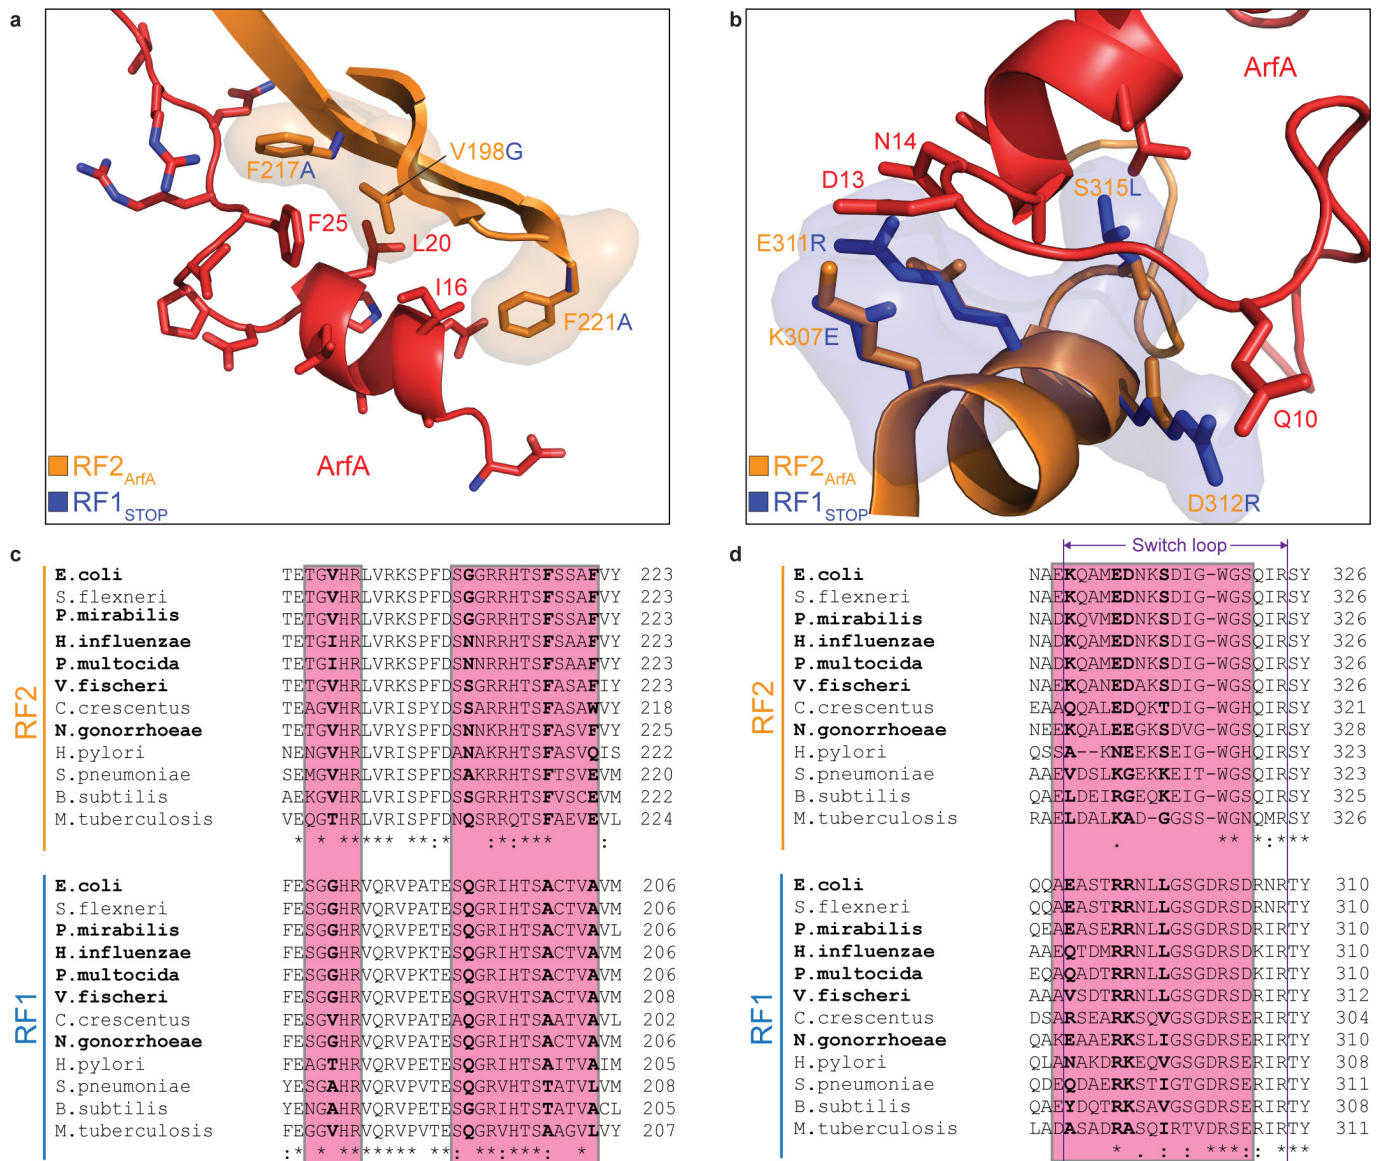 a
F217A
V198G
F25
L20
I16
F221A
ArfA
RF2ArfA
RF1STOP
b
ArfA
N14
D13
S315L
E311R
K307E
Q10
D312R
RF2ArfA
RF1STOP
c
RF2
E.coli TETGVHRLVRKSPFDSGGRRHTSFSSAFVY 223
S.flexneri TETGVHRLVRKSPFDSGGRRHTSFSSAFVY 223
P.mirabilis TETGVHRLVRKSPFDSGGRRHTSFSSAFVY 223
H.influenzae TETGIHRLVRKSPFDSNNRRHTSFSAAFVY 223
P.multocida TETGIHRLVRKSPFDSNNRRHTSFSAAFVY 223
V.fischeri TETGVHRLVRKSPFDSSGRRHTSFASAFIY 223
C.crescentus TEAGVHRLVRISPYDSSARRHTSFASAWVY 218
N.gonorrhoeae TETGVHRLVRYSPFDSNNKRHTSFASVFVY 225
H.pylori NENGVHRLVRISPFDANAKRHTSFASVQIS 222
S.pneumoniae SEMGVHRLVRISPFDSAKRRHTSFTSVEVM 220
B.subtilis AEKGVHRLVRISPFDSSGRRHTSFVSCEVM 222
M.tuberculosis VEQGTHRLVRISPFDNQSRRQTSFAEVEVL 224
* * ****** **:* :*:**** :
RF1
E.coli FESGGHRVQRVPATESQGRIHTSACTVAVM 206
S.flexneri FESGGHRVQRVPATESQGRIHTSACTVAVM 206
P.mirabilis FESGGHRVQRVPETESQGRIHTSACTVAVL 206
H.influenzae FESGGHRVQRVPKTESQGRIHTSACTVAVM 206
P.multocida FESGGHRVQRVPKTESQGRIHTSACTVAVM 206
V.fischeri FESGGHRVQRVPETESQGRVHTSACTVAVM 208
C.crescentus FESGVHRVQRVPETEAQGRIHTSAATVAVL 202
N.gonorrhoeae FESGGHRVQRVPATESQGRIHTSACTVAVM 206
H.pylori FEAGTHRVQRVPETESQGRIHTSAITVAIM 205
S.pneumoniae YESGAHRVQRVPVTESQGRVHTSTATVLVM 208
B.subtilis YENGAHRVQRVPETESGGRIHTSTATVACL 205
M.tuberculosis FEGGVHRVQRVPVTESQGRVHTSAAGVLVY 207
:* * ******* **: **:***: *
d
Switch loop
RF2
E.coli NAEKQAMEDNKSDIG-WGSQIRSY 326
S.flexneri NAEKQAMEDNKSDIG-WGSQIRSY 326
P.mirabilis NADKQVMEDNKSDIG-WGSQIRSY 326
H.influenzae NADKQAMEDNKSDIG-WGSQIRSY 326
P.multocida NADKQAMEDNKSDIG-WGSQIRSY 326
V.fischeri NAEKQANEDAKSDIG-WGSQIRSY 326
C.crescentus EAAQQALEDQKTDIG-WGHQIRSY 321
N.gonorrhoeae NEEKQALEEGKSDVG-WGSQIRSY 328
H.pylori QSSA--KNEEKSEIG-WGHQIRSY 323
S.pneumoniae AAEVDSLKGEKKEIT-WGSQIRSY 323
B.subtilis QAELDEIRGEQKEIG-WGSQIRSY 325
M.tuberculosis RAELDALKAD-GGSS-WGNQMRSY 326
. ** *:***
RF1
E.coli QQAEASTRRNLLGSGDRSDRNRTY 310
S.flexneri QQAEASTRRNLLGSGDRSDRNRTY 310
P.mirabilis QEAEASERRNLLGSGDRSDRIRTY 310
H.influenzae AAEQTDMRRNLLGSGDRSDKIRTY 310
P.multocida EQAQADTRRNLLGSGDRSDKIRTY 310
V.fischeri AAAVSDTRRNLLGSGDRSDRIRTY 312
C.crescentus DSARSEARKSQVGSGDRSERIRTY 304
N.gonorrhoeae QAKEAAERKSLIGSGDRSERIRTY 310
H.pylori QLANAKDRKEQVGSGDRSERIRTY 308
S.pneumoniae QDEQDAERKSTIGTGDRSERIRTY 311
B.subtilis QAEYDQTRKSAVGSGDRSERIRTY 308
M.tuberculosis LADASADRASQIRTVDRSERIRTY 311
* . : : ***:: ***